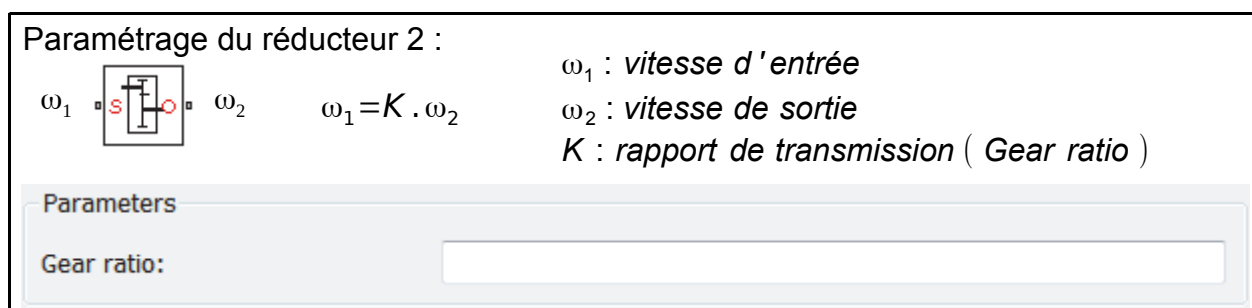 Paramétrage du réducteur 2 :
ω₁ S O ω₂ ω₁=K.ω₂
ω₁ : vitesse d'entrée
ω₂ : vitesse de sortie
K : rapport de transmission ( Gear ratio )
Parameters
Gear ratio: